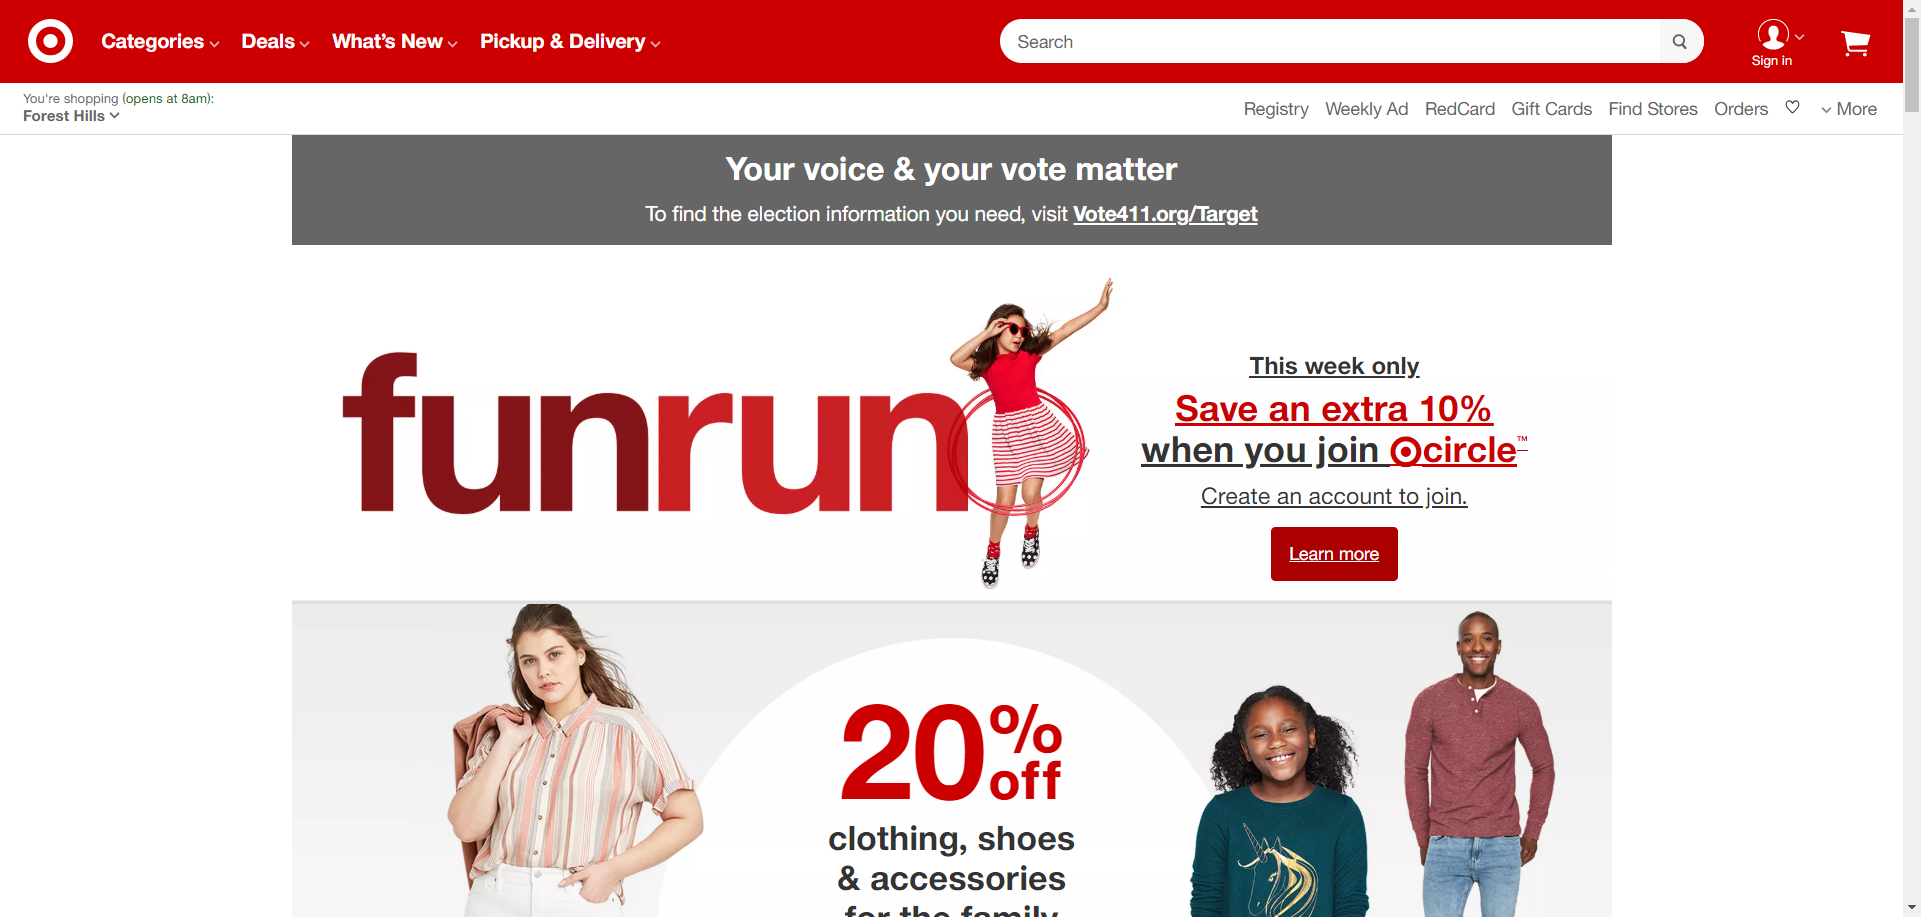 Categories
Deals
What's New
Pickup & Delivery
Search
Sign in
You're shopping (opens at 8am):
Forest Hills
Registry
Weekly Ad
RedCard
Gift Cards
Find Stores
Orders
More
Your voice & your vote matter
To find the election information you need, visit Vote411.org/Target
funrun
This week only
Save an extra 10%
when you join circle™
Create an account to join.
Learn more
20% off
clothing, shoes
& accessories
for the family